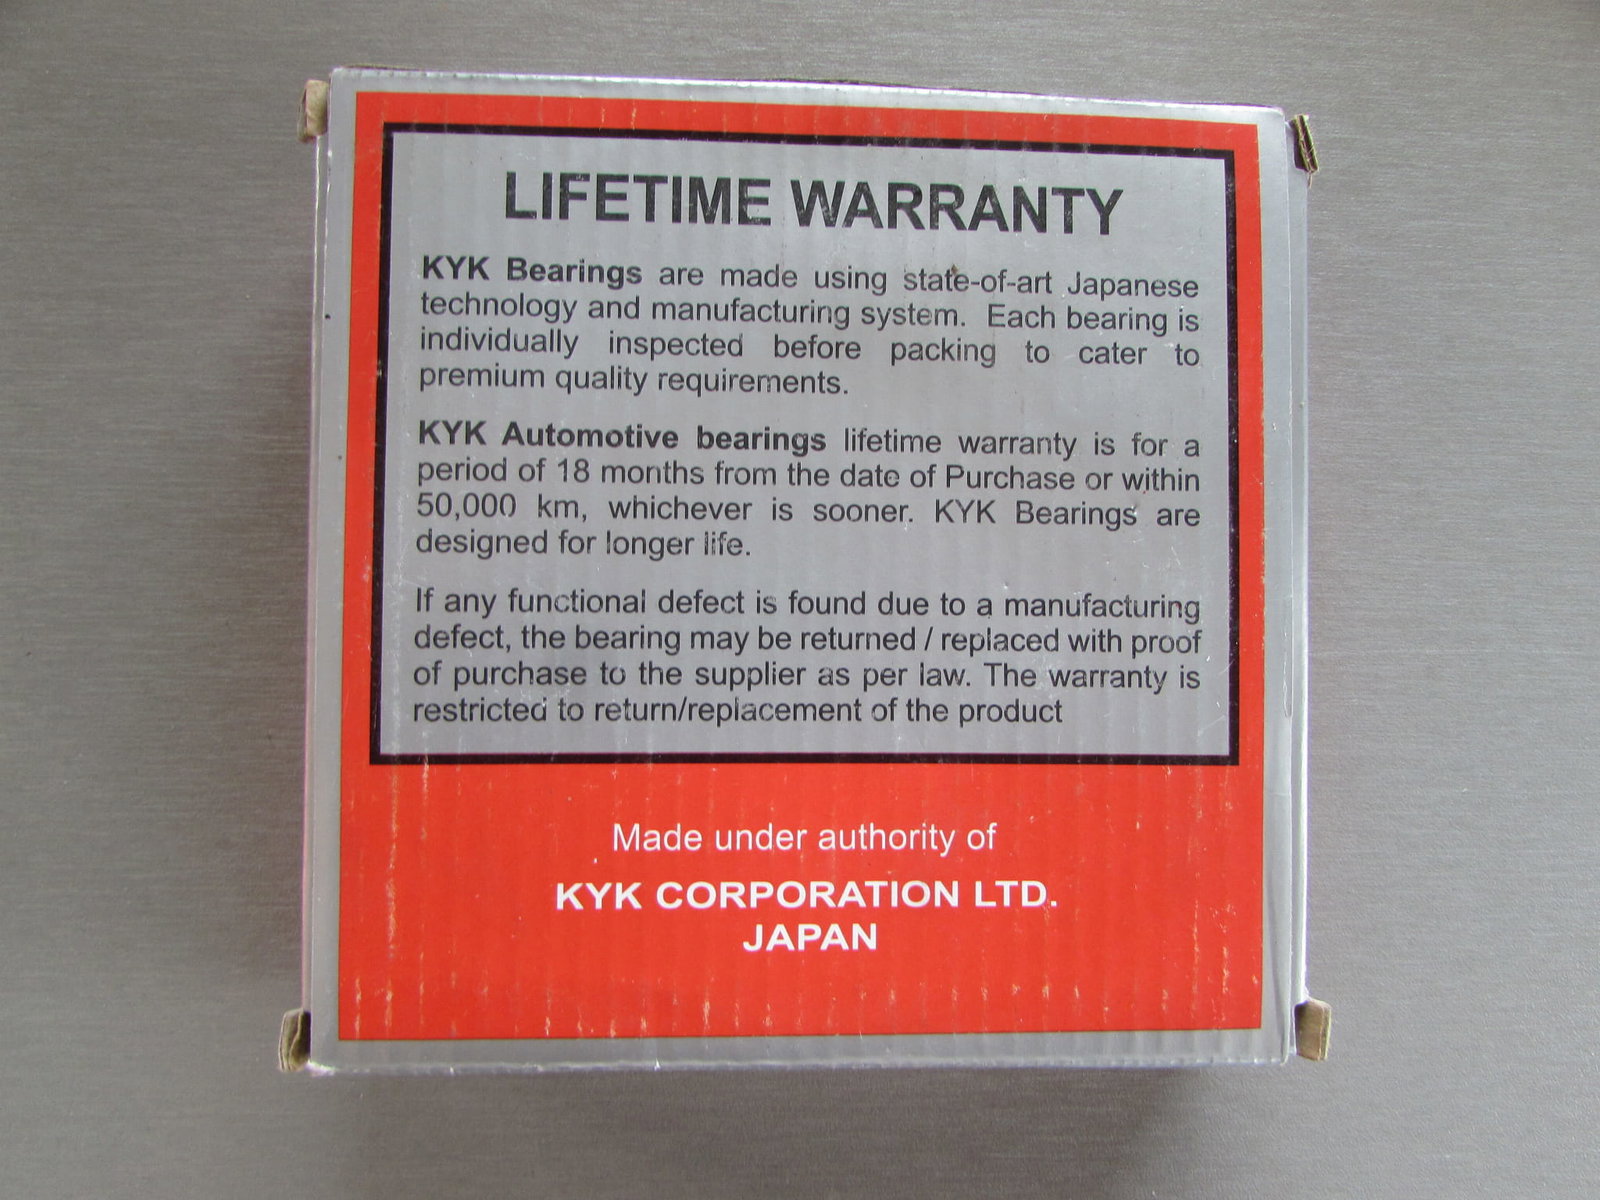 LIFETIME WARRANTY
KYK Bearings are made using state-of-art Japanese
technology and manufacturing system. Each bearing is
individually inspected before packing to cater to
premium quality requirements.
KYK Automotive bearings lifetime warranty is for a
period of 18 months from the date of Purchase or within
50,000 km, whichever is sooner. KYK Bearings are
designed for longer life.
If any functional defect is found due to a manufacturing
defect, the bearing may be returned / replaced with proof
of purchase to the supplier as per law. The warranty is
restricted to return/replacement of the product
Made under authority of
KYK CORPORATION LTD.
JAPAN